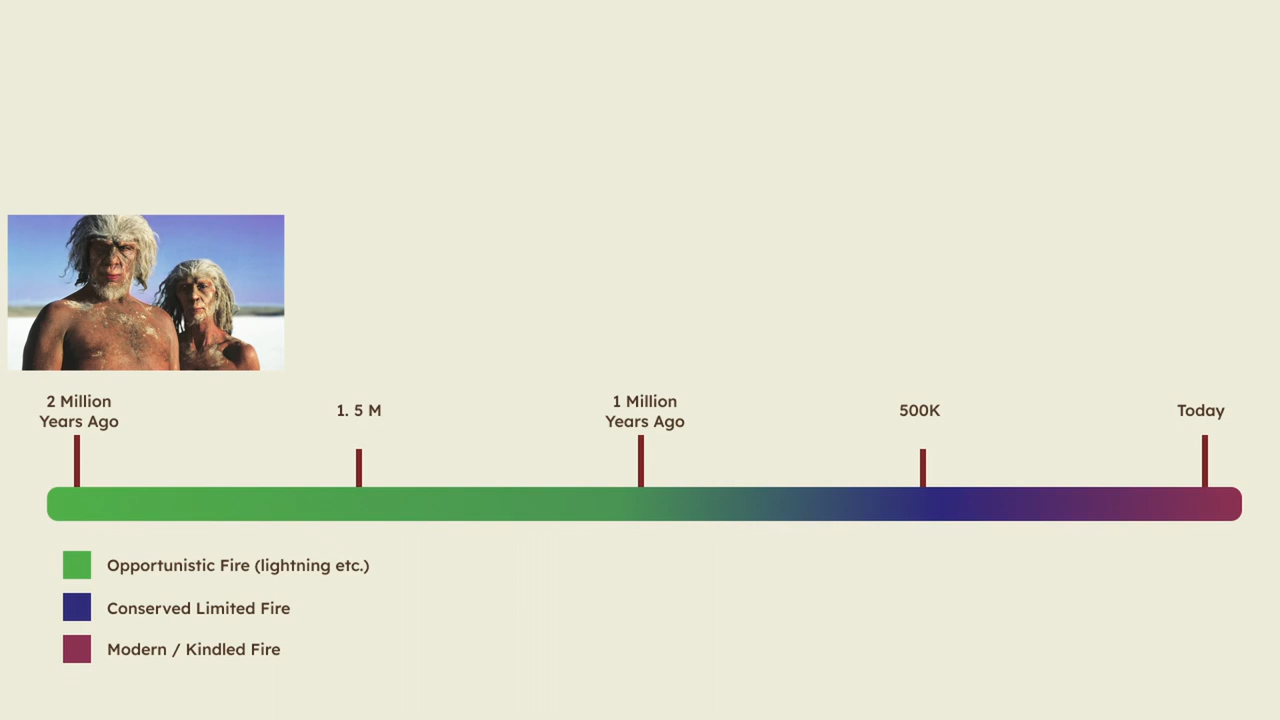 2 Million
Years Ago
1. 5 M
1 Million
Years Ago
500K
Today
Opportunistic Fire (lightning etc.)
Conserved Limited Fire
Modern / Kindled Fire